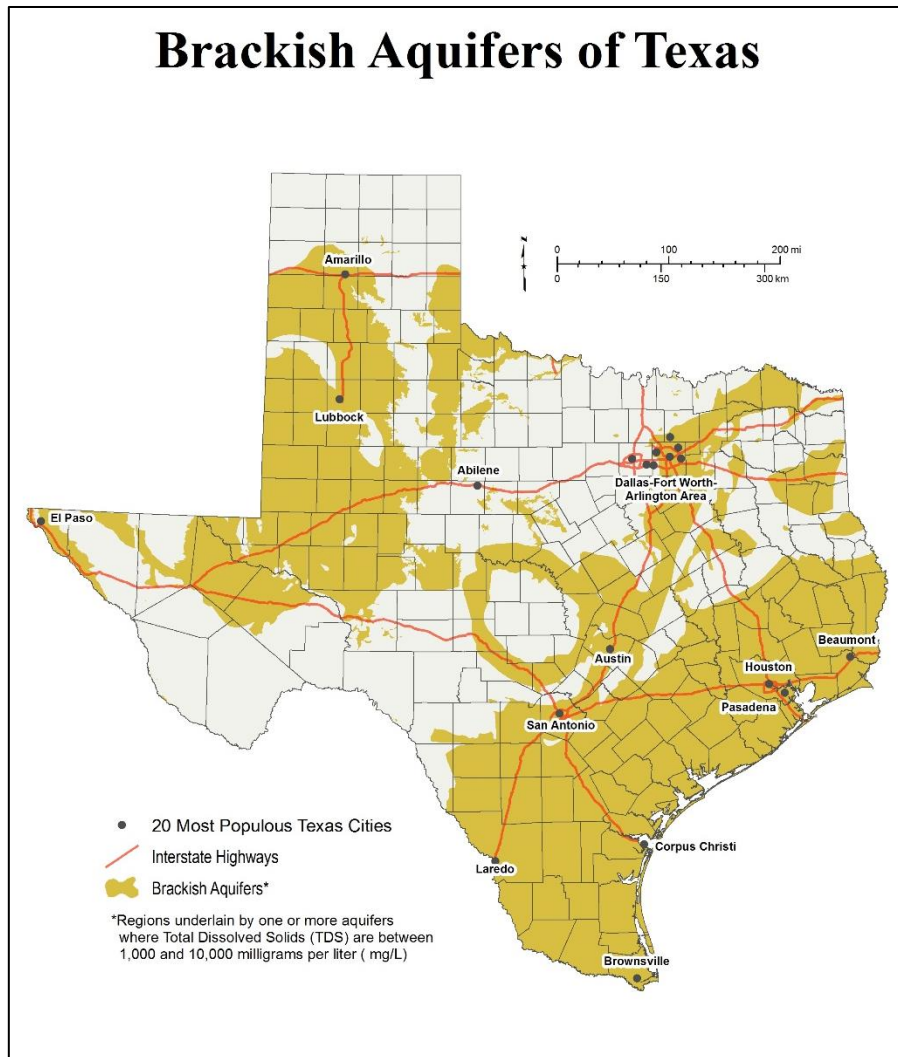 Brackish Aquifers of Texas
N
0 100 200 mi
0 150 300 km
Amarillo
Lubbock
Abilene
Dallas-Fort Worth-
Arlington Area
El Paso
Austin
Beaumont
Houston
Pasadena
San Antonio
Corpus Christi
Laredo
Brownsville
20 Most Populous Texas Cities
Interstate Highways
Brackish Aquifers*
*Regions underlain by one or more aquifers
where Total Dissolved Solids (TDS) are between
1,000 and 10,000 milligrams per liter ( mg/L)